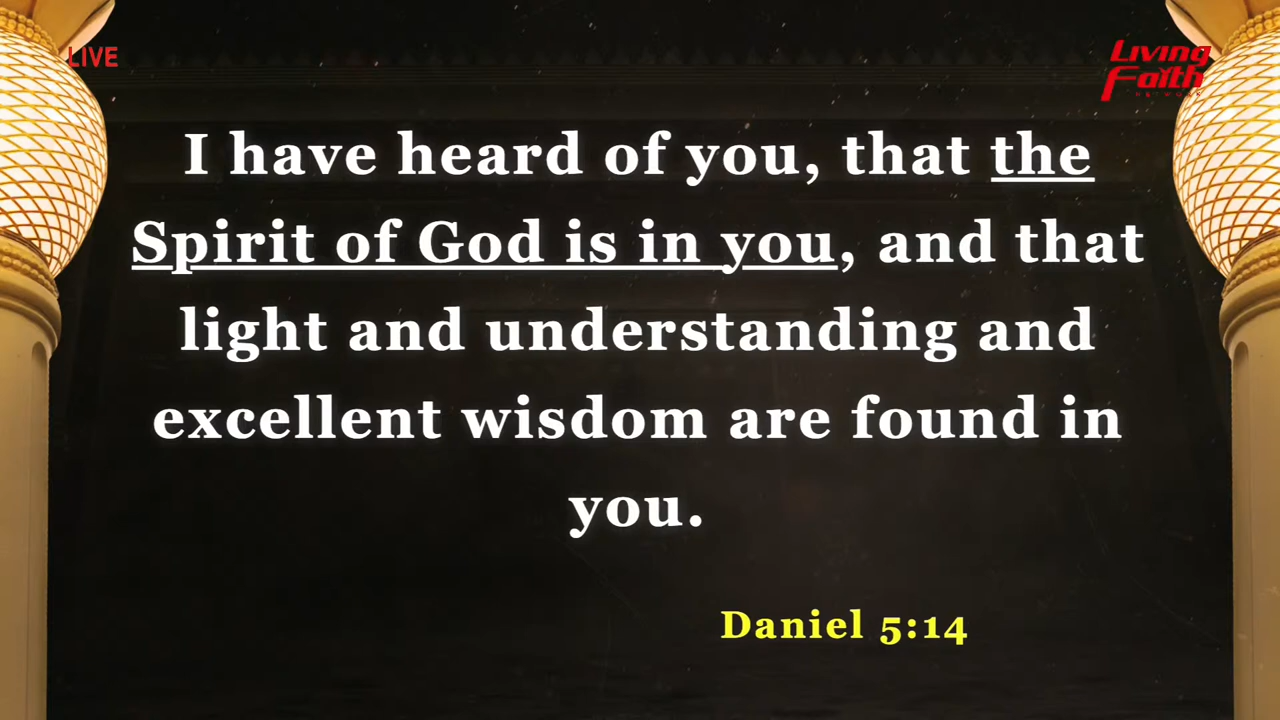 LIVE
Living
Faith
NETWORK
I have heard of you, that the
Spirit of God is in you, and that
light and understanding and
excellent wisdom are found in
you.
Daniel 5:14